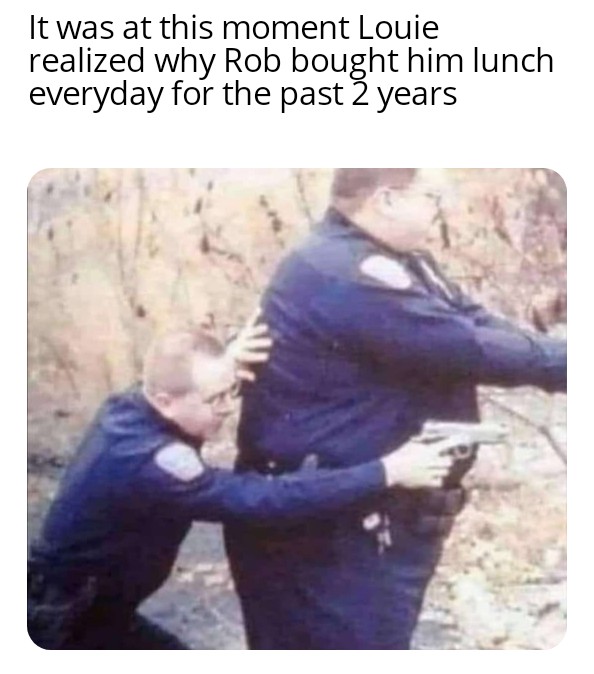 It was at this moment Louie
realized why Rob bought him lunch
everyday for the past 2 years